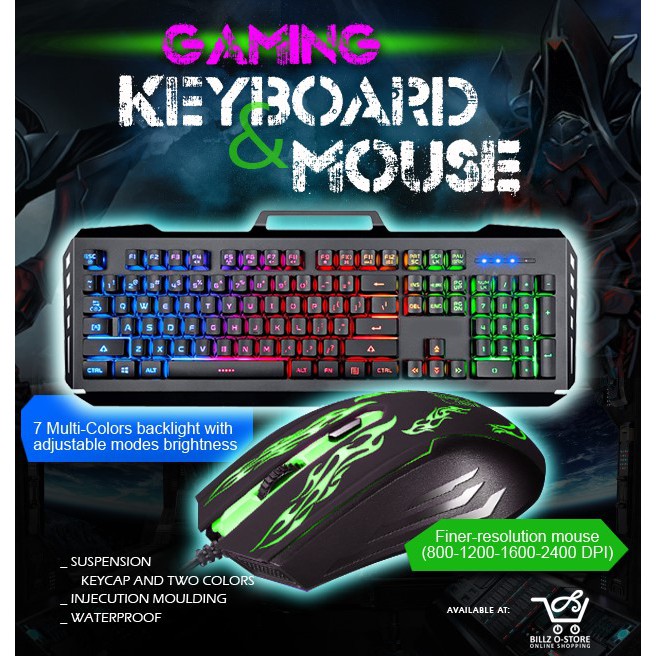 GAMING
KEYBOARD
&
MOUSE
7 Multi-Colors backlight with
adjustable modes brightness
Finer-resolution mouse
(800-1200-1600-2400 DPI)
_ SUSPENSION
KEYCAP AND TWO COLORS
_ INJECUTION MOULDING
_ WATERPROOF
AVAILABLE AT:
BILLZ O-STORE
ONLINE SHOPPING